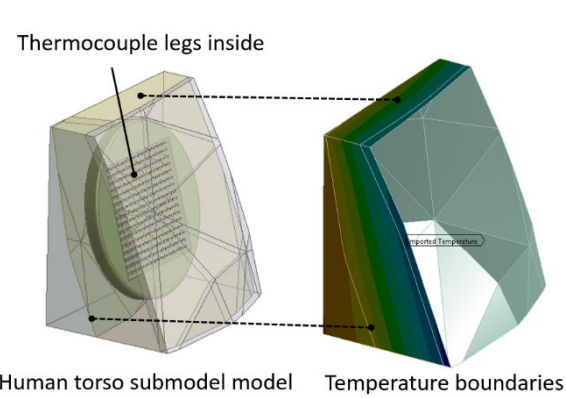 Thermocouple legs inside
Imported Temperature
Human torso submodel model
Temperature boundaries